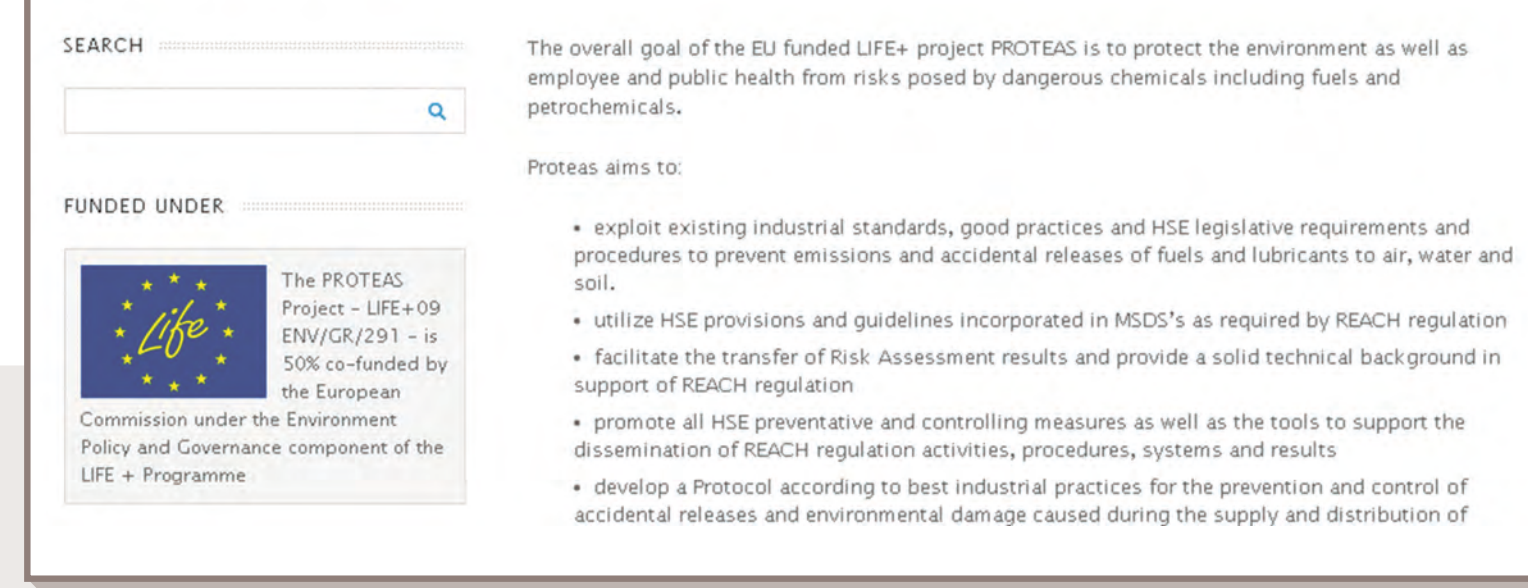 SEARCH
FUNDED UNDER
Life
The PROTEAS
Project - LIFE+09
ENV/GR/291 - is
50% co-funded by
the European
Commission under the Environment
Policy and Governance component of the
LIFE + Programme
The overall goal of the EU funded LIFE+ project PROTEAS is to protect the environment as well as
employee and public health from risks posed by dangerous chemicals including fuels and
petrochemicals.
Proteas aims to:
• exploit existing industrial standards, good practices and HSE legislative requirements and
procedures to prevent emissions and accidental releases of fuels and lubricants to air, water and
soil.
• utilize HSE provisions and guidelines incorporated in MSDS's as required by REACH regulation
• facilitate the transfer of Risk Assessment results and provide a solid technical background in
support of REACH regulation
• promote all HSE preventative and controlling measures as well as the tools to support the
dissemination of REACH regulation activities, procedures, systems and results
• develop a Protocol according to best industrial practices for the prevention and control of
accidental releases and environmental damage caused during the supply and distribution of